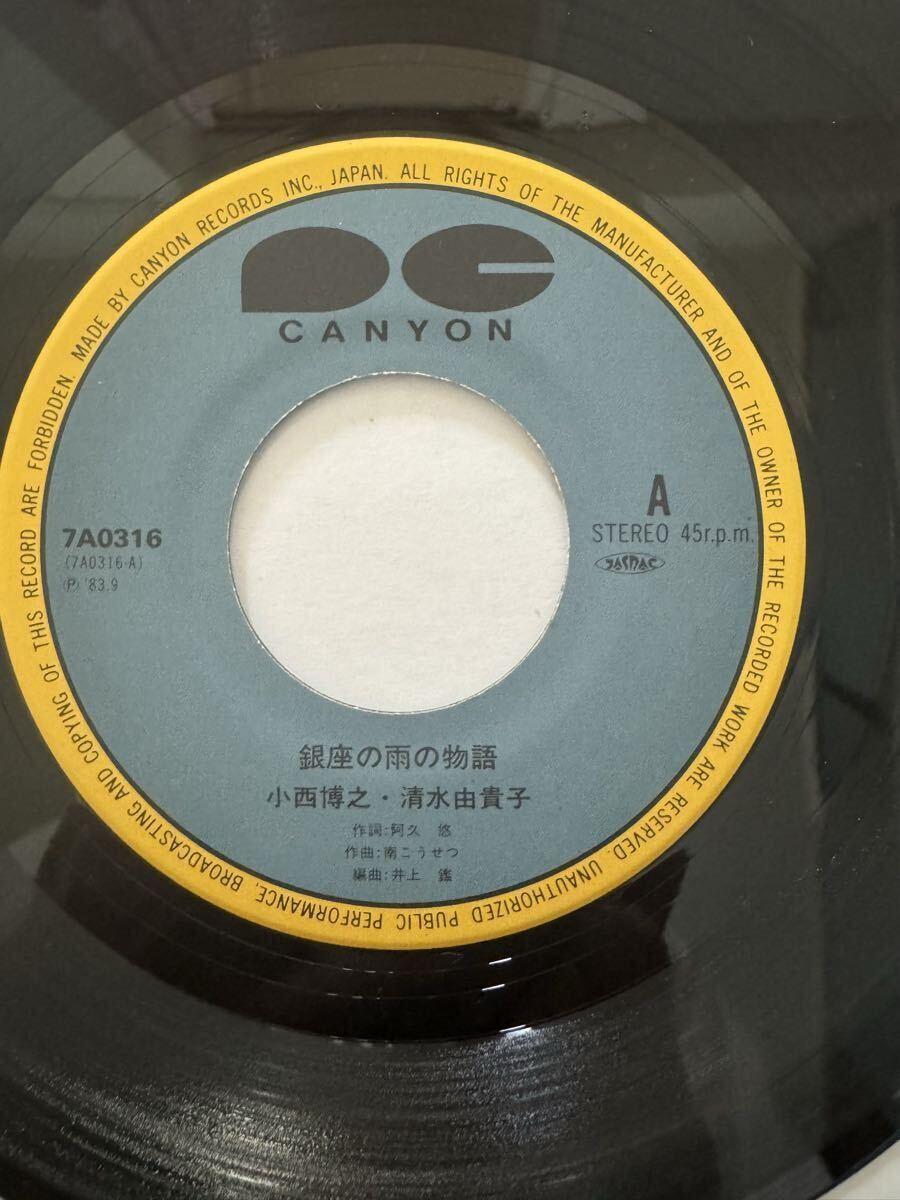 MADE BY CANYON RECORDS INC., JAPAN. ALL RIGHTS OF THE MANUFACTURER AND OF THE OWNER OF THE RECORDED WORK ARE RESERVED. UNAUTHORIZED PUBLIC PERFORMANCE, BROADCASTING AND COPYING OF THIS RECORD ARE FORBIDDEN.
CANYON
A
7A0316
STEREO 45r.p.m.
(7A0316-A)
JASRAC
Ⓟ '83.9
銀座の雨の物語
小西博之・清水由貴子
作詞:阿久 悠
作曲:南こうせつ
編曲:井上 鑑